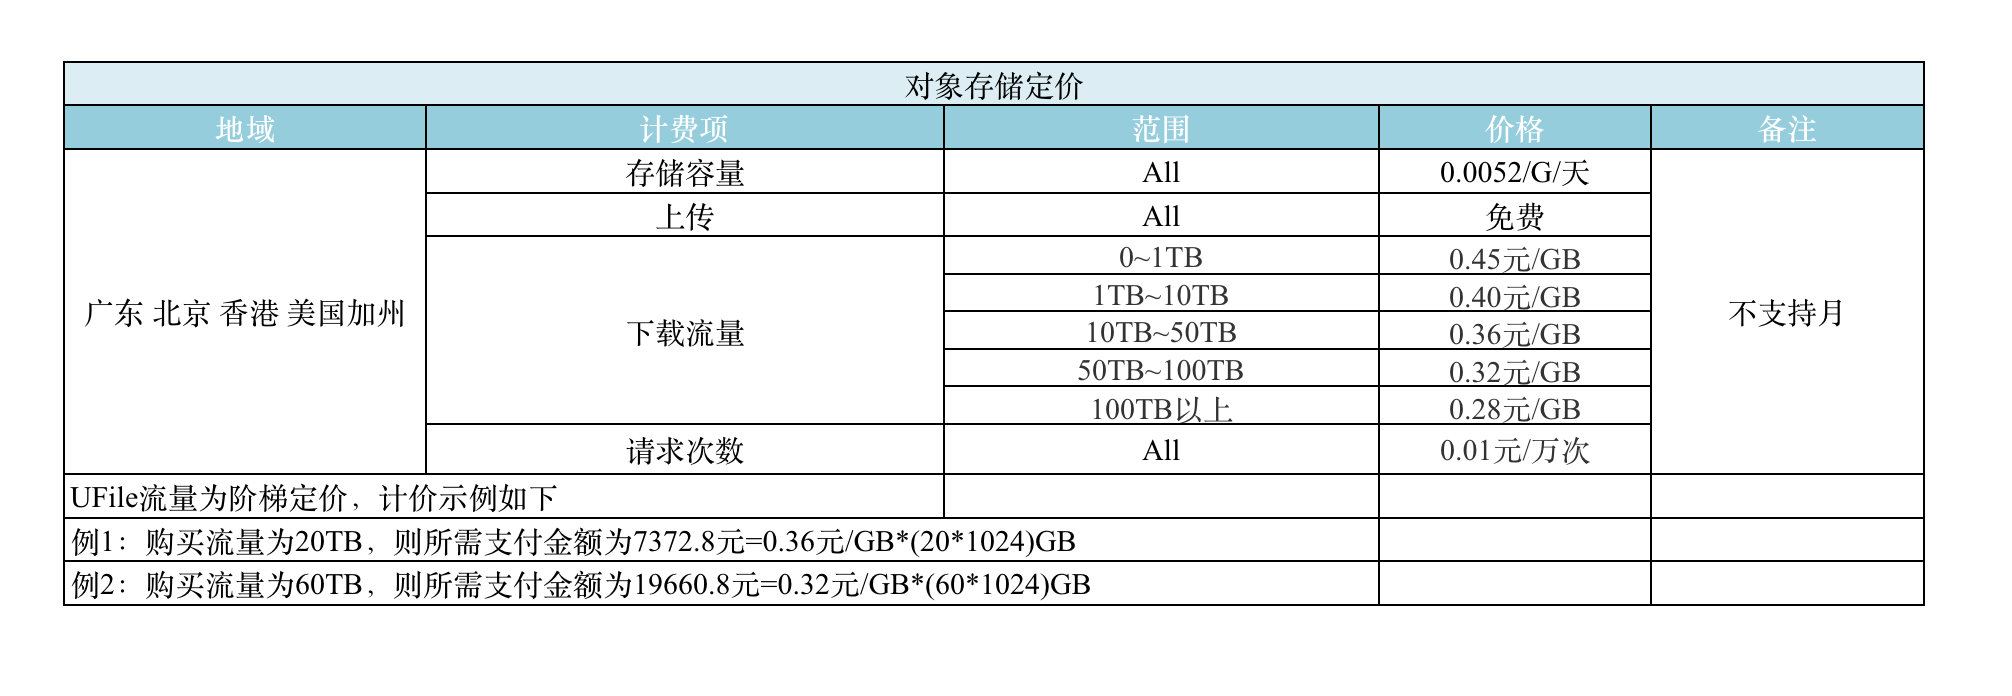 对象存储定价
地域 计费项 范围 价格 备注
存储容量 All 0.0052/G/天
上传 All 免费
0~1TB 0.45元/GB
1TB~10TB 0.40元/GB
广东 北京 香港 美国加州 下载流量 10TB~50TB 0.36元/GB 不支持月
50TB~100TB 0.32元/GB
100TB以上 0.28元/GB
请求次数 All 0.01元/万次
UFile流量为阶梯定价，计价示例如下
例1：购买流量为20TB，则所需支付金额为7372.8元=0.36元/GB*(20*1024)GB
例2：购买流量为60TB，则所需支付金额为19660.8元=0.32元/GB*(60*1024)GB